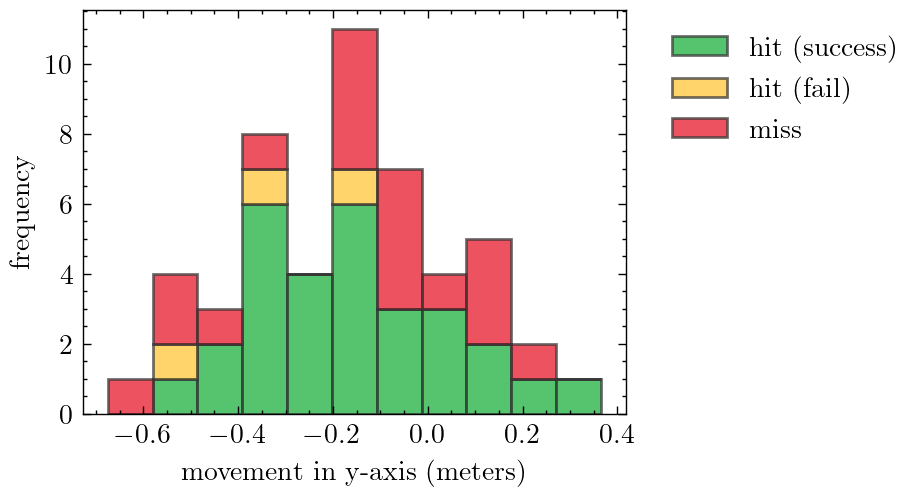 hit (success)
hit (fail)
miss
frequency
10
8
6
4
2
0
−0.6 −0.4 −0.2 0.0 0.2 0.4
movement in y-axis (meters)